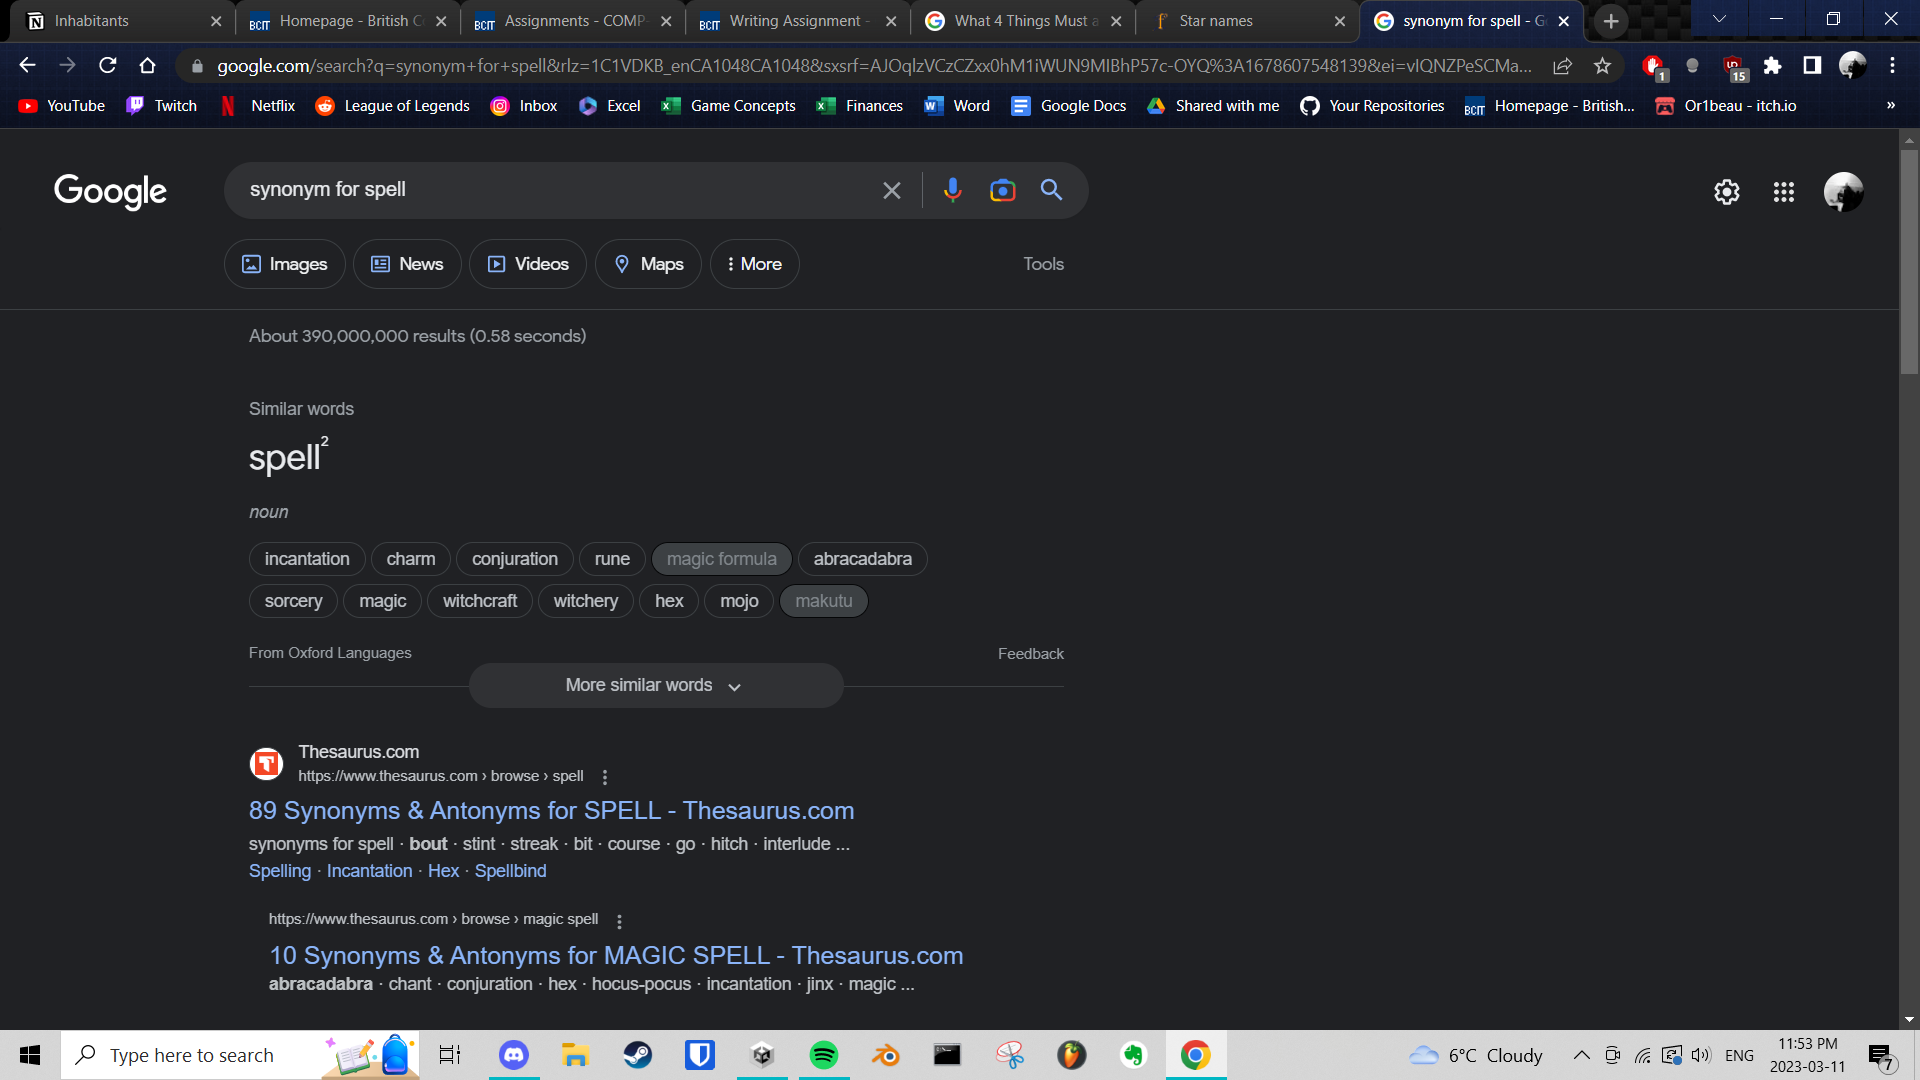 Inhabitants
BCIT Homepage - British C
BCIT Assignments - COMP
BCIT Writing Assignment -
What 4 Things Must a
Star names
synonym for spell - G
google.com/search?q=synonym+for+spell&rlz=1C1VDKB_enCA1048CA1048&sxsrf=AJOqlzVCzCZxx0hM1iWUN9MIBhP57c-OYQ%3A1678607548139&ei=vIQNZPeSCMa...
1
15
YouTube
Twitch
Netflix
League of Legends
Inbox
Excel
Game Concepts
Finances
Word
Google Docs
Shared with me
Your Repositories
BCIT Homepage - British...
Or1beau - itch.io
»
Google
synonym for spell
Images
News
Videos
Maps
More
Tools
About 390,000,000 results (0.58 seconds)
Similar words
spell²
noun
incantation charm conjuration rune magic formula abracadabra
sorcery magic witchcraft witchery hex mojo makutu
From Oxford Languages
Feedback
More similar words
Thesaurus.com
https://www.thesaurus.com › browse › spell
89 Synonyms & Antonyms for SPELL - Thesaurus.com
synonyms for spell · bout · stint · streak · bit · course · go · hitch · interlude ...
Spelling · Incantation · Hex · Spellbind
https://www.thesaurus.com › browse › magic spell
10 Synonyms & Antonyms for MAGIC SPELL - Thesaurus.com
abracadabra · chant · conjuration · hex · hocus-pocus · incantation · jinx · magic ...
Type here to search
6°C Cloudy
ENG
11:53 PM
2023-03-11
7